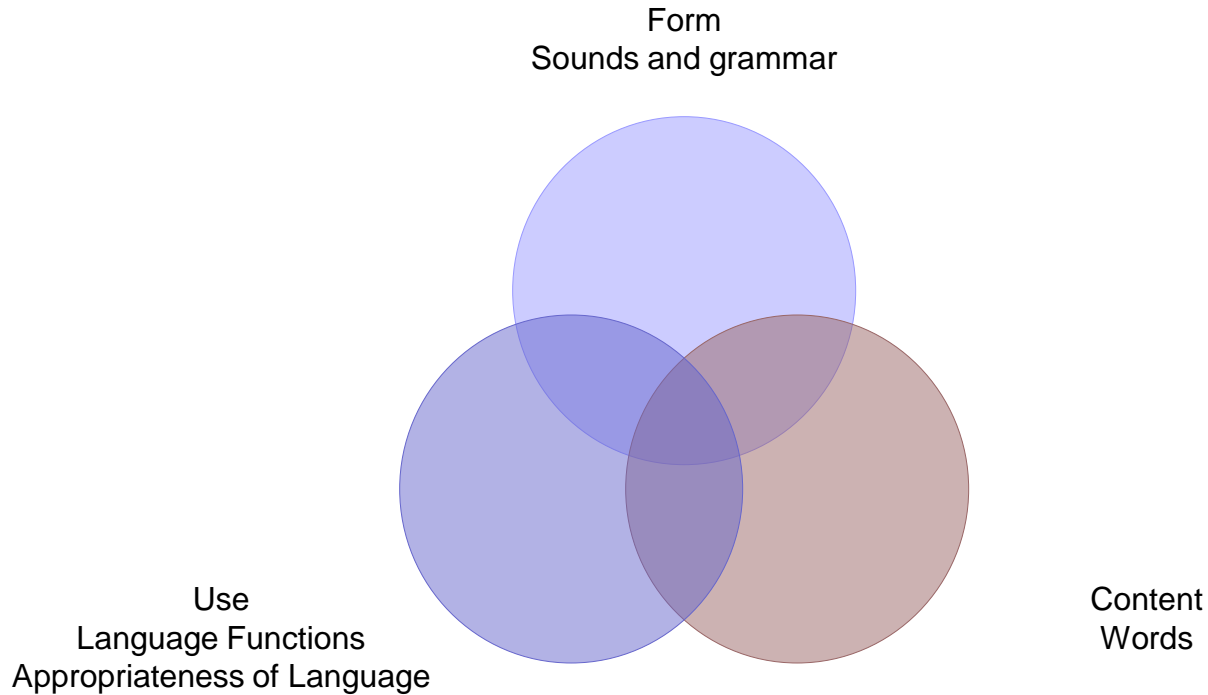 Form
Sounds and grammar
Use
Language Functions
Appropriateness of Language
Content
Words